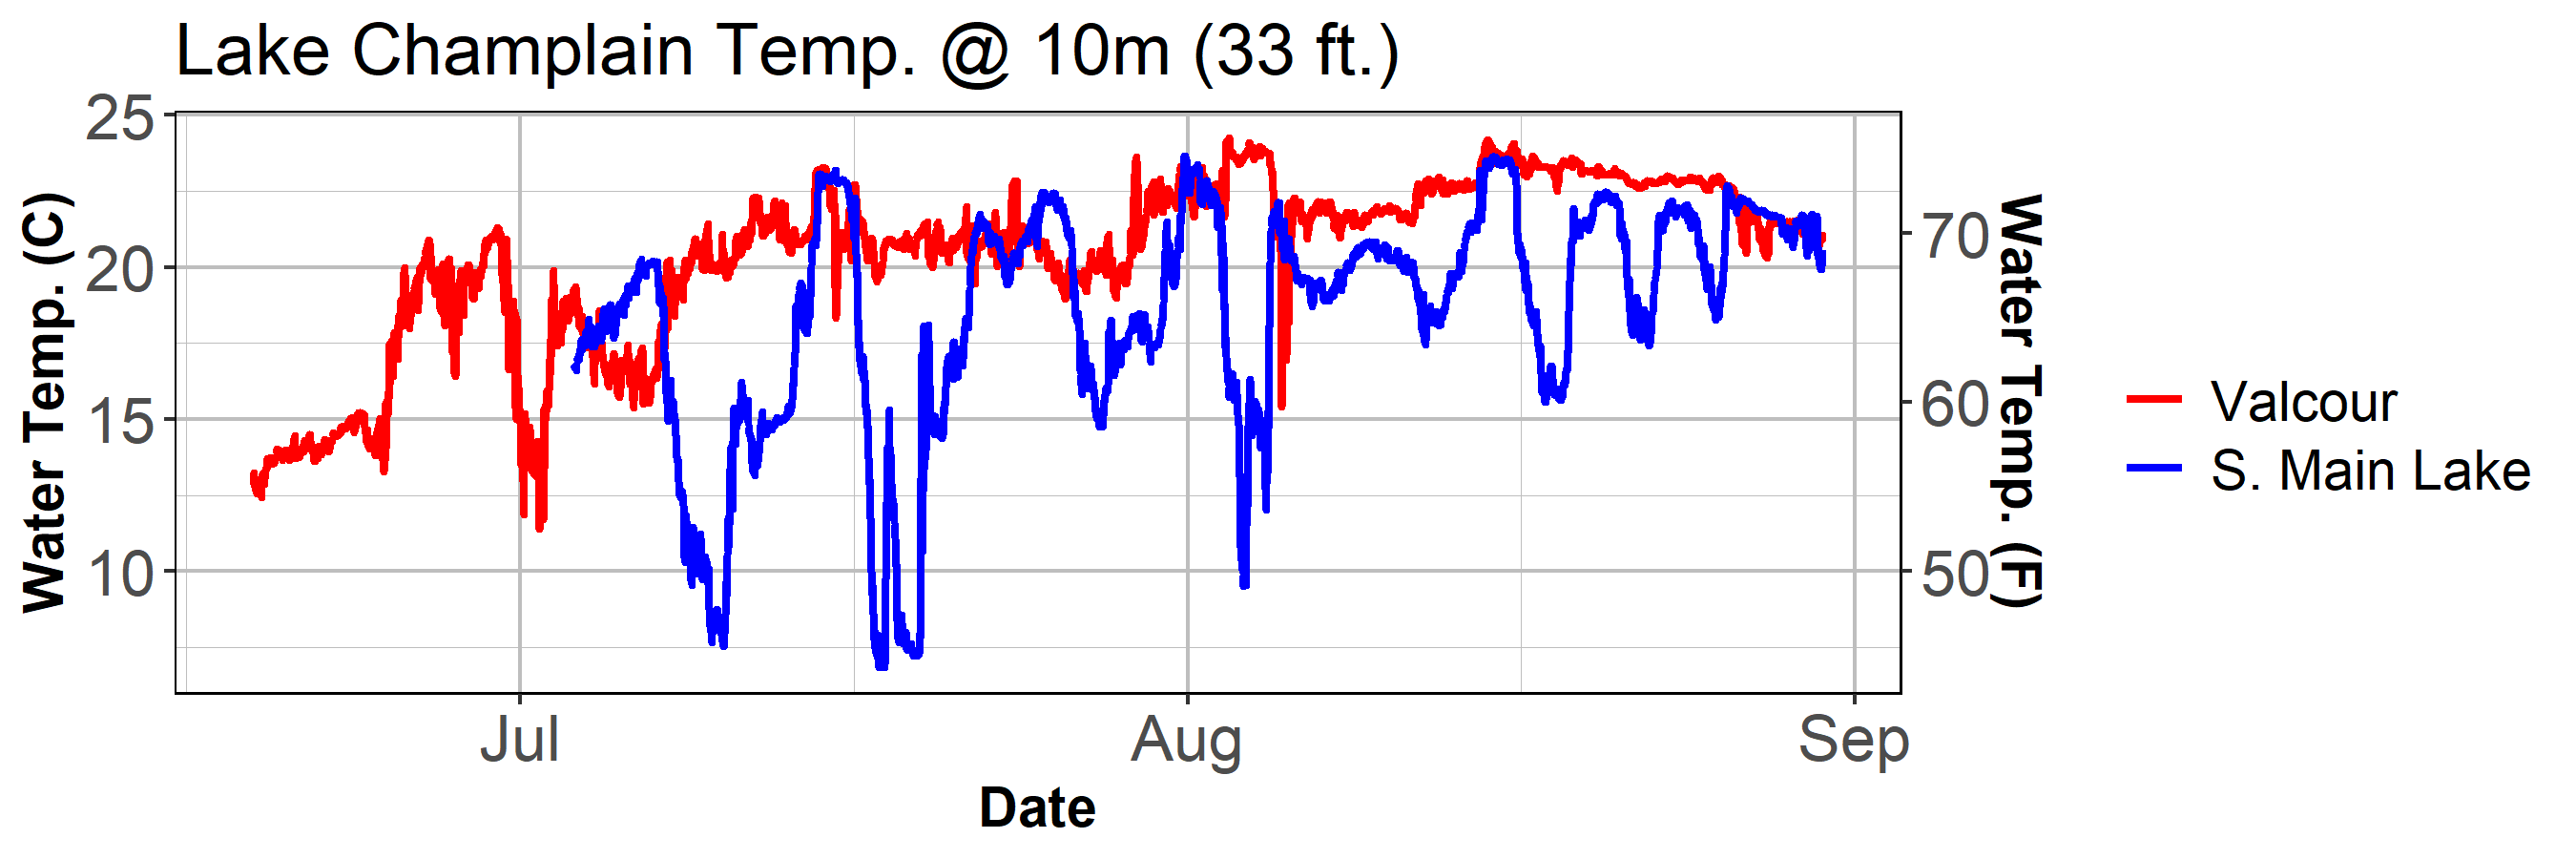 Lake Champlain Temp. @ 10m (33 ft.)
Water Temp. (C)
25
20
15
10
70
60
50
Water Temp. (F)
Jul
Aug
Sep
Date
Valcour
S. Main Lake